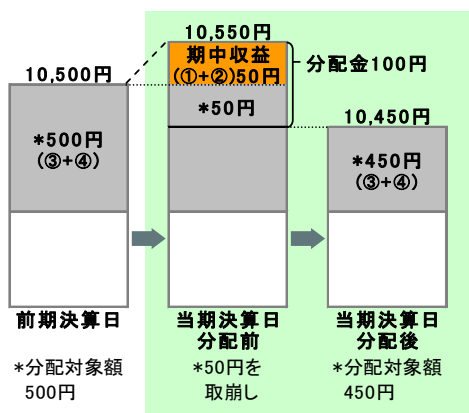 10,550円
期中収益
(①+②)50円
分配金100円
10,500円
*50円
10,450円
*500円
(③+④)
*450円
(③+④)
前期決算日
当期決算日
分配前
当期決算日
分配後
*分配対象額
500円
*50円を
取崩し
*分配対象額
450円